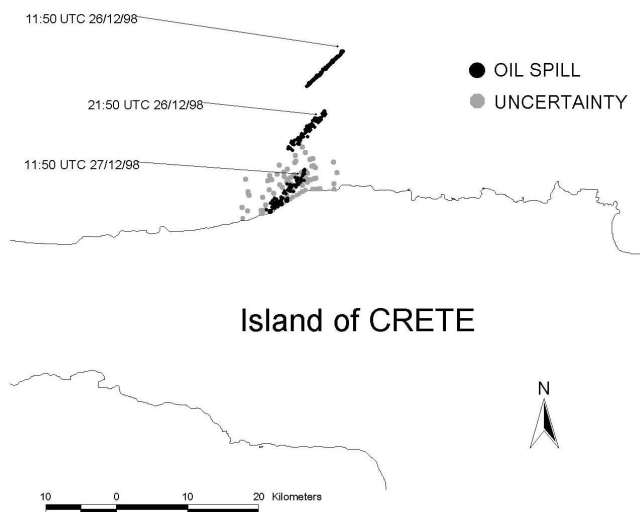 11:50 UTC 26/12/98
OIL SPILL
21:50 UTC 26/12/98
UNCERTAINTY
11:50 UTC 27/12/98
Island of CRETE
N
10 0 10 20 Kilometers